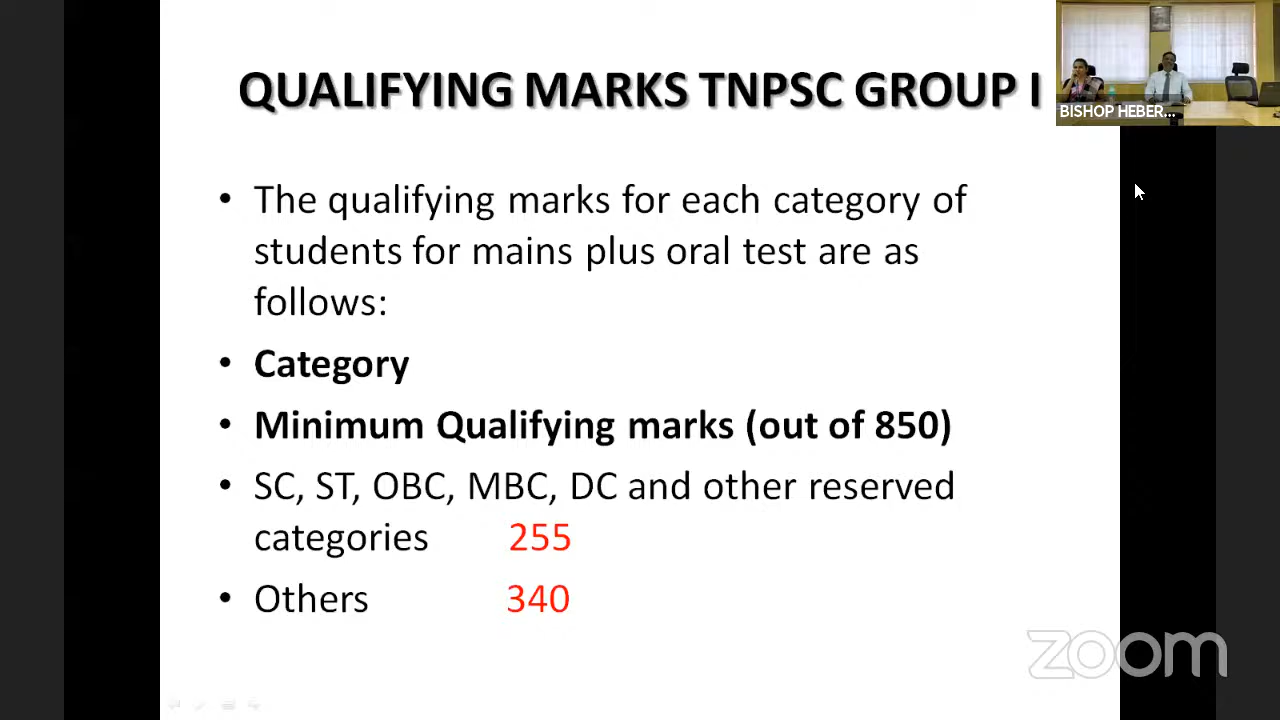 QUALIFYING MARKS TNPSC GROUP I
BISHOP HEBER...
• The qualifying marks for each category of
students for mains plus oral test are as
follows:
• Category
• Minimum Qualifying marks (out of 850)
• SC, ST, OBC, MBC, DC and other reserved
categories 255
• Others 340
zoom